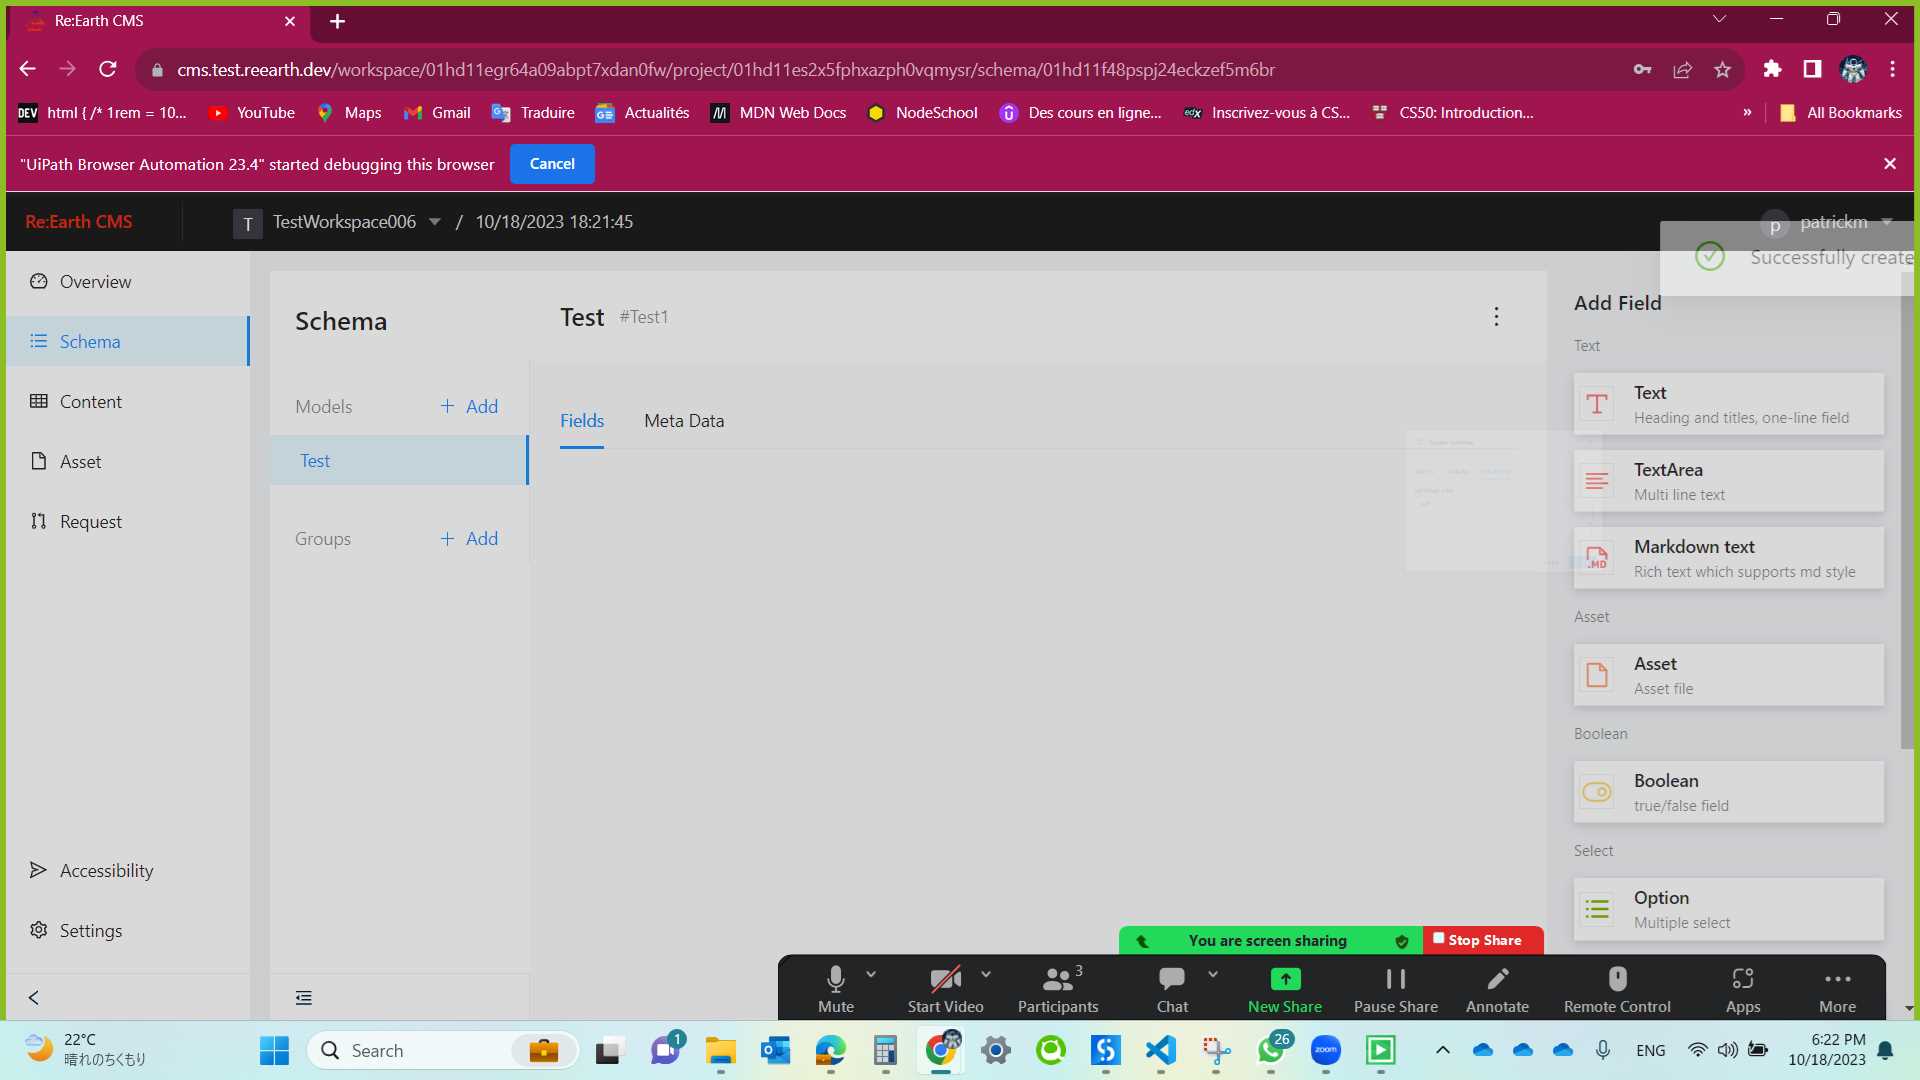 Re:Earth CMS
cms.test.reearth.dev/workspace/01hd11egr64a09abpt7xdan0fw/project/01hd11es2x5fphxazph0vqmysr/schema/01hd11f48pspj24eckzef5m6br
DEV html { /* 1rem = 10... YouTube Maps Gmail Traduire Actualités MDN Web Docs NodeSchool Des cours en ligne... edX Inscrivez-vous à CS... CS50: Introduction... » All Bookmarks
"UiPath Browser Automation 23.4" started debugging this browser Cancel
Re:Earth CMS T TestWorkspace006 / 10/18/2023 18:21:45 p patrickm
Successfully create
Overview
Schema
Content
Asset
Request
Accessibility
Settings
Schema
Models + Add
Test
Groups + Add
Test #Test1
Fields Meta Data
Add Field
Text
Text
Heading and titles, one-line field
TextArea
Multi line text
Markdown text
Rich text which supports md style
.MD
Asset
Asset
Asset file
Boolean
Boolean
true/false field
Select
Option
Multiple select
You are screen sharing Stop Share
Mute Start Video Participants 3 Chat New Share Pause Share Annotate Remote Control Apps More
22°C
晴れのちくもり
Search
1
26
zoom
ENG
6:22 PM
10/18/2023